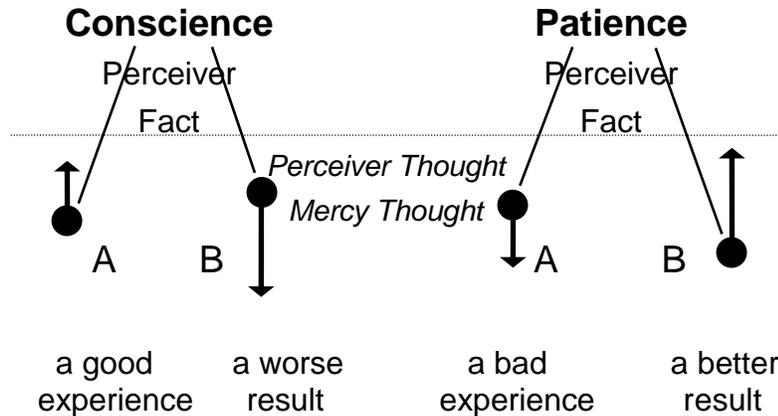 Conscience
Patience
Perceiver
Perceiver
Fact
Fact
Perceiver Thought
Mercy Thought
A
B
A
B
a good
experience
a worse
result
a bad
experience
a better
result